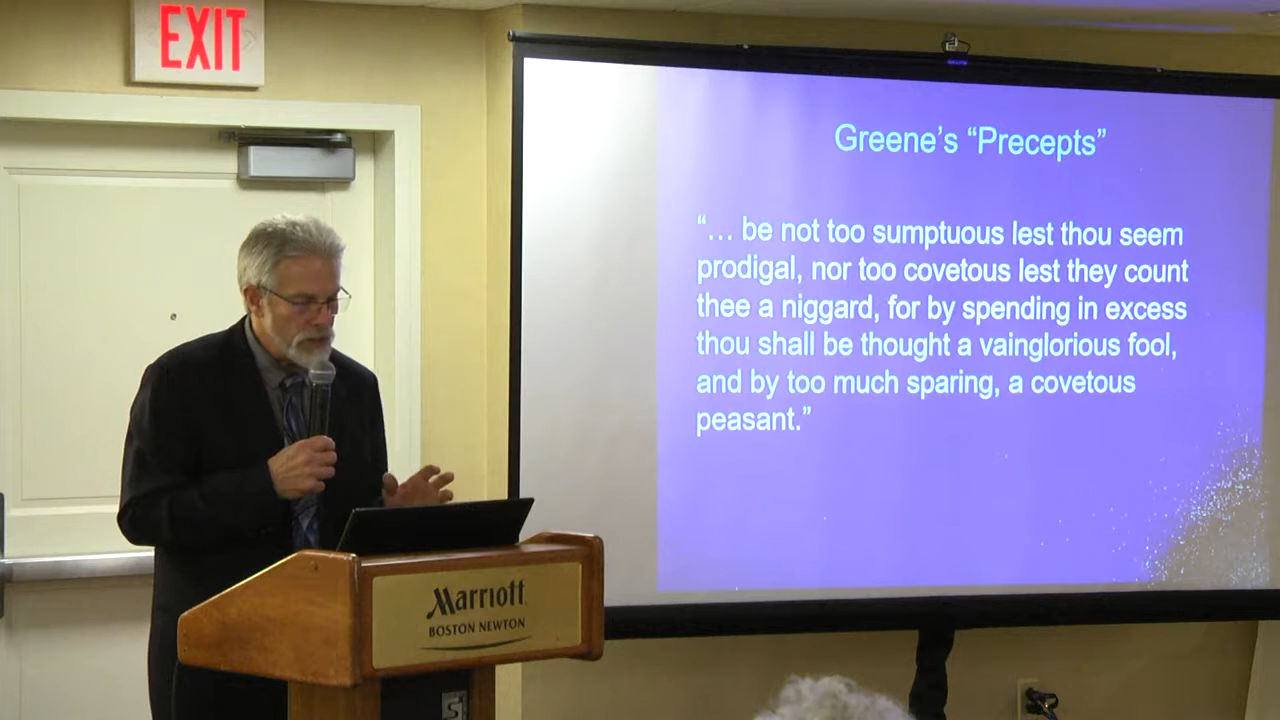 EXIT
Greene's “Precepts”
“… be not too sumptuous lest thou seem
prodigal, nor too covetous lest they count
thee a niggard, for by spending in excess
thou shall be thought a vainglorious fool,
and by too much sparing, a covetous
peasant.”
Marriott
BOSTON NEWTON